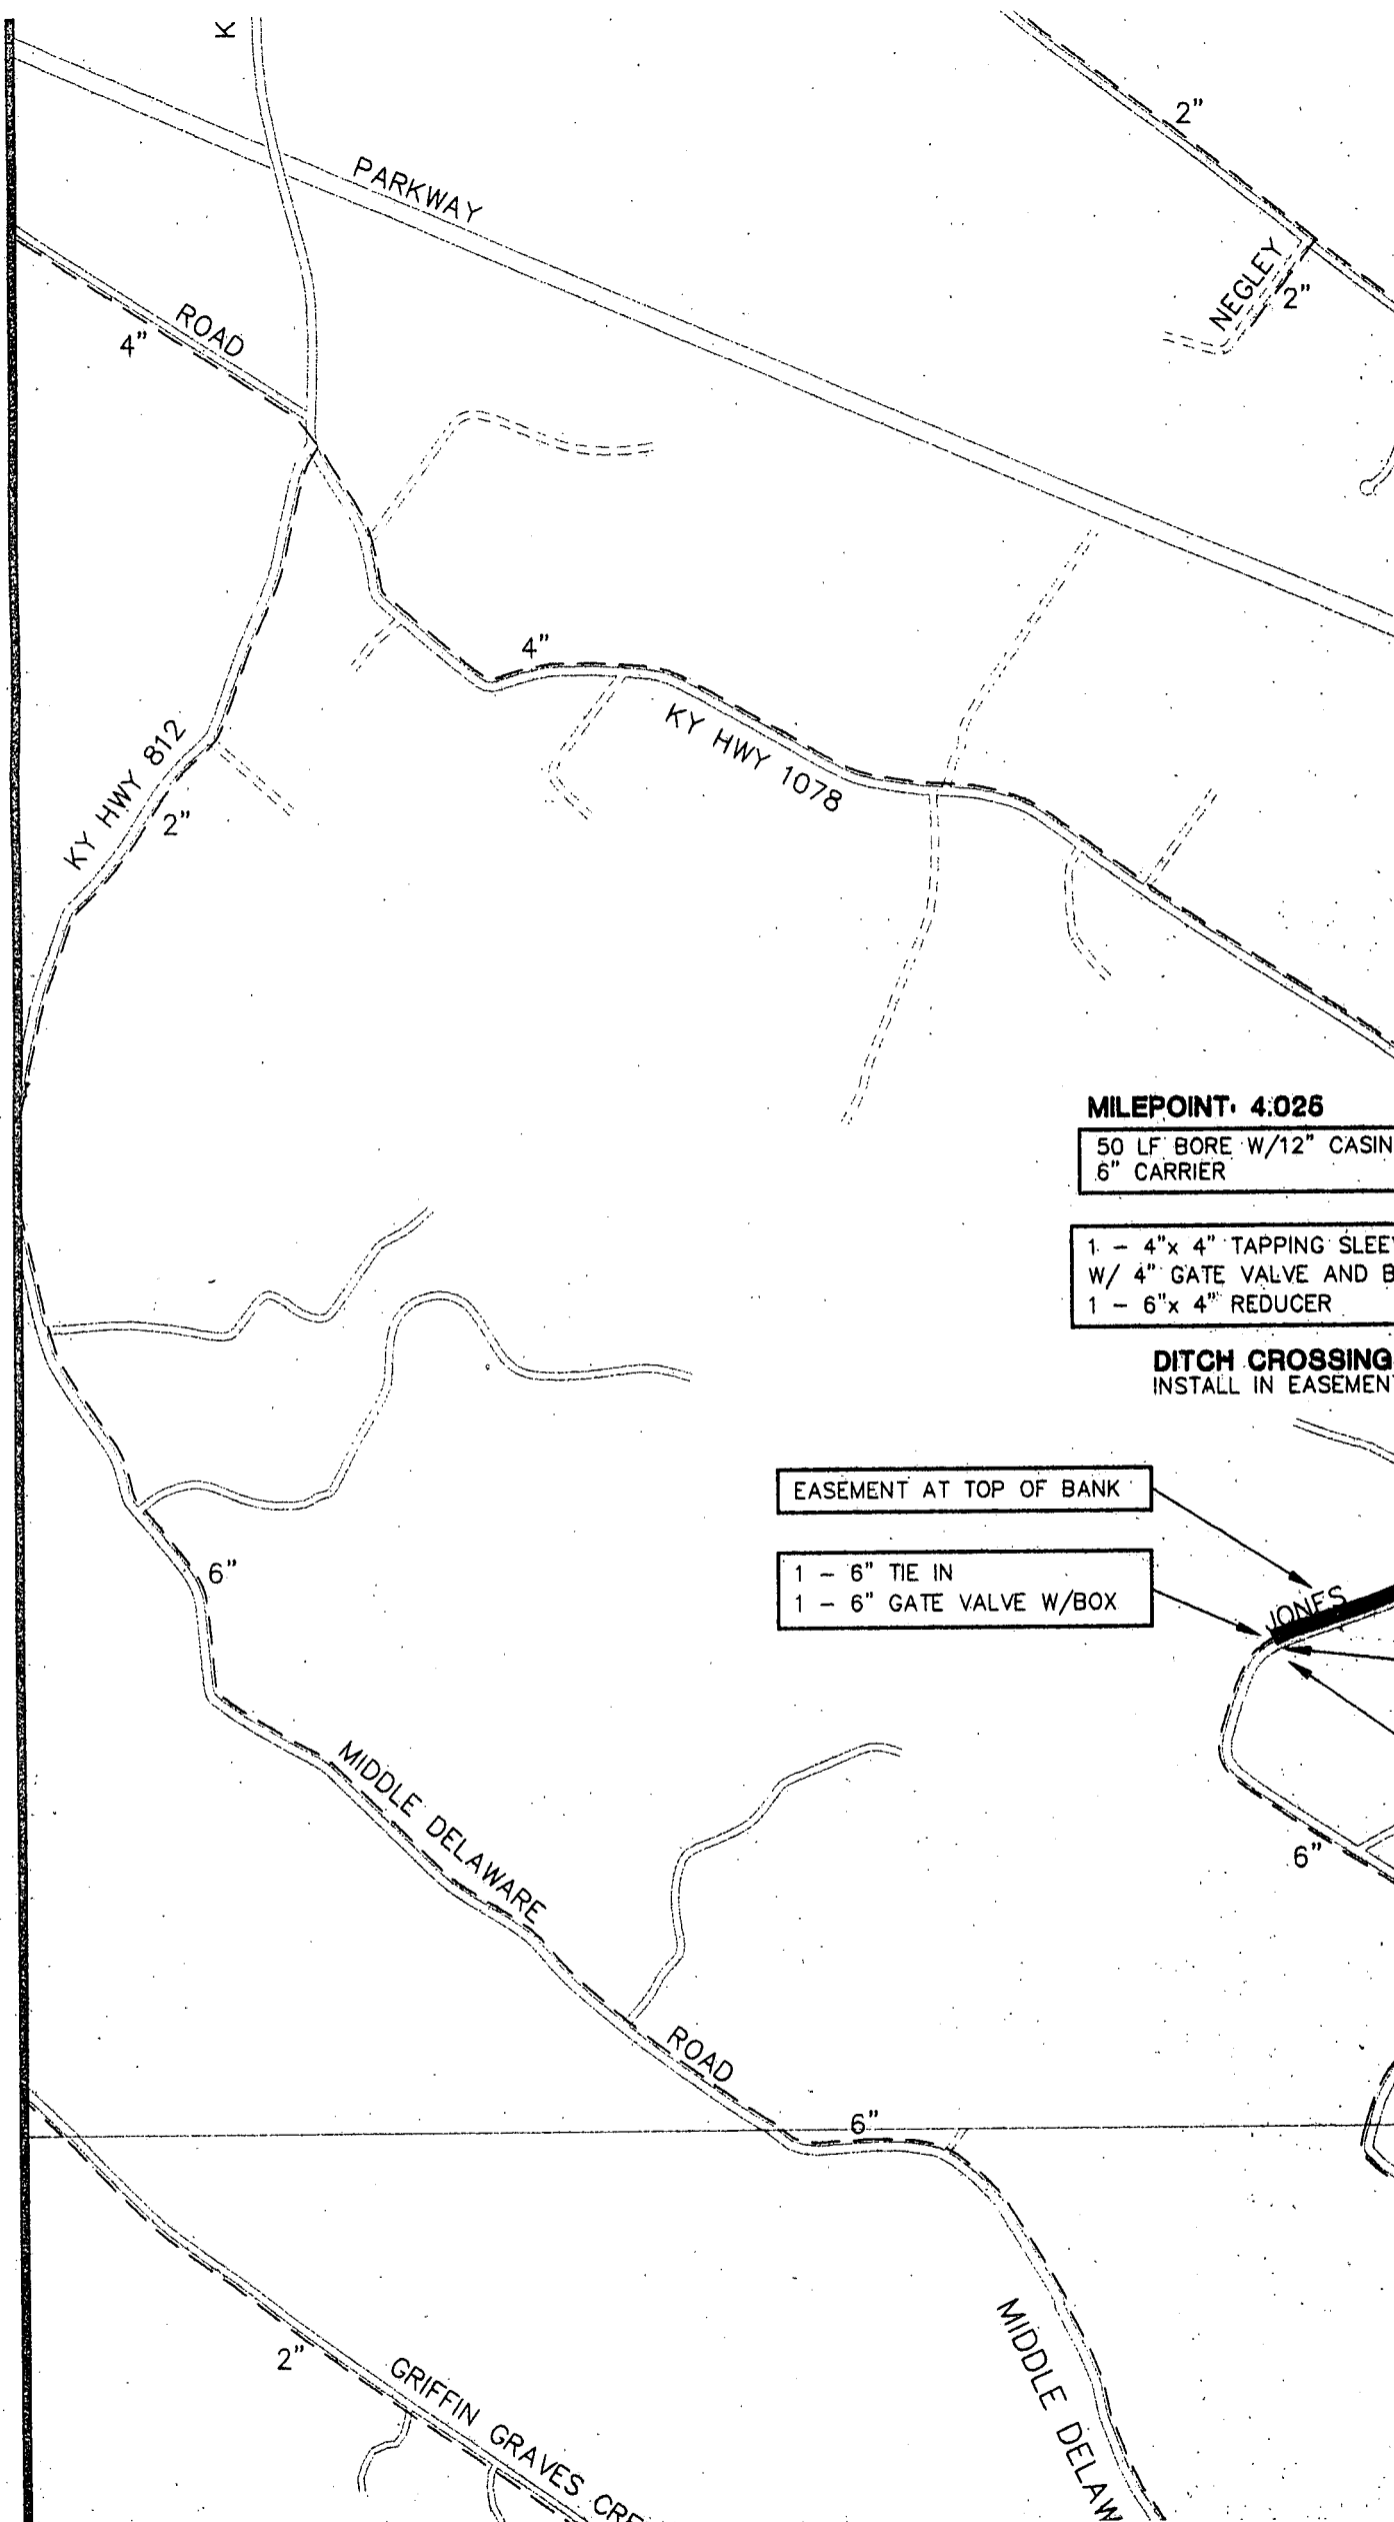 K
2"
PARKWAY
NEGLEY
2"
ROAD
4"
4"
KY HWY 1078
KY HWY 812
2"
MILEPOINT: 4.026
50 LF BORE W/12" CASIN
6" CARRIER
1 - 4"x 4" TAPPING SLEE
W/ 4" GATE VALVE AND B
1 - 6"x 4" REDUCER
DITCH CROSSING
INSTALL IN EASEMENT
EASEMENT AT TOP OF BANK
1 - 6" TIE IN
1 - 6" GATE VALVE W/BOX
JONES
6"
6"
MIDDLE DELAWARE
ROAD
6"
MIDDLE DELAW
2"
GRIFFIN GRAVES CRE